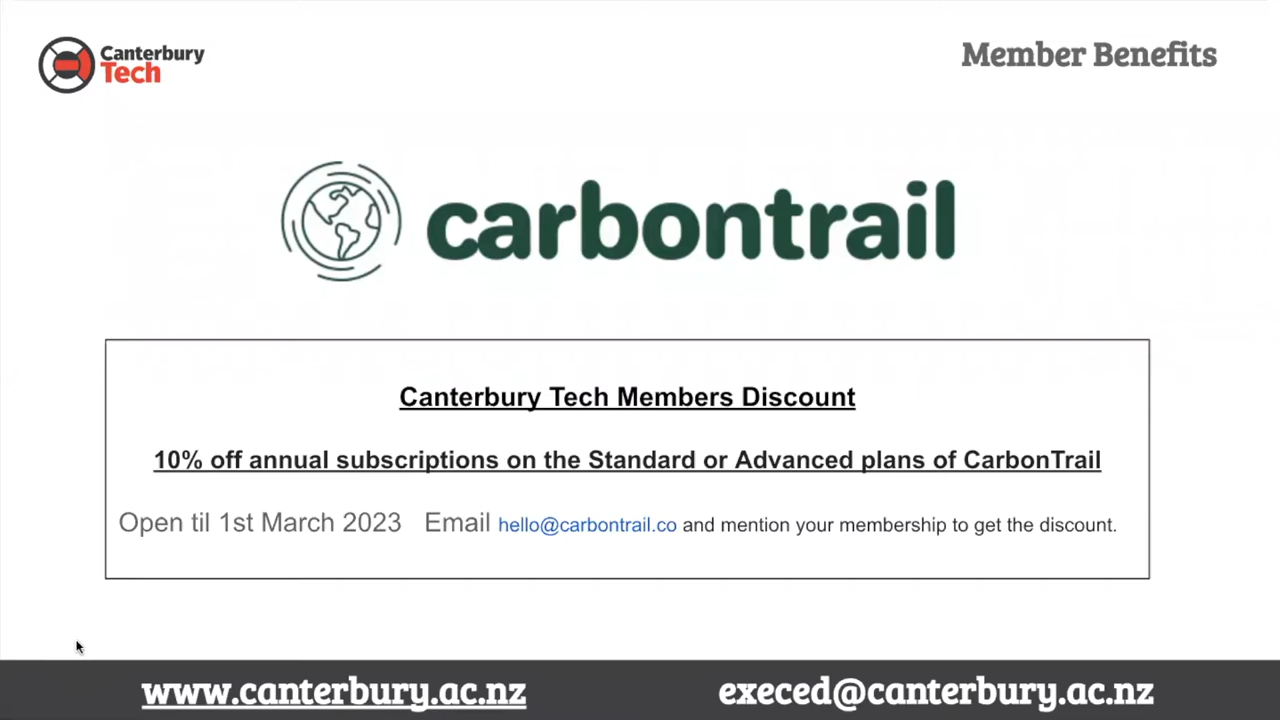 Canterbury
Tech
Member Benefits
carbontrail
Canterbury Tech Members Discount
10% off annual subscriptions on the Standard or Advanced plans of CarbonTrail
Open til 1st March 2023 Email hello@carbontrail.co and mention your membership to get the discount.
www.canterbury.ac.nz
execed@canterbury.ac.nz